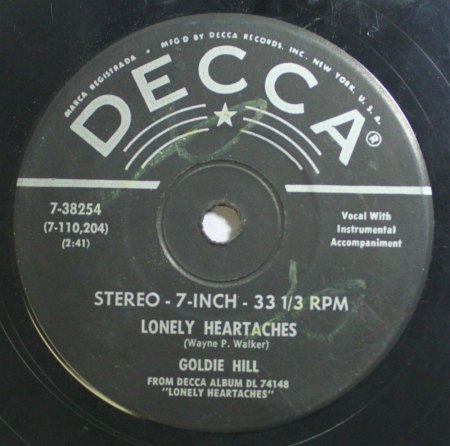 MARCA REGISTRADA • MFG'D BY DECCA RECORDS, INC., NEW YORK, U. S. A.
DECCA®
7-38254
(7-110,204)
(2:41)
Vocal With
Instrumental
Accompaniment
STEREO - 7-INCH - 33 1/3 RPM
LONELY HEARTACHES
(Wayne P. Walker)
GOLDIE HILL
FROM DECCA ALBUM DL 74148
"LONELY HEARTACHES"